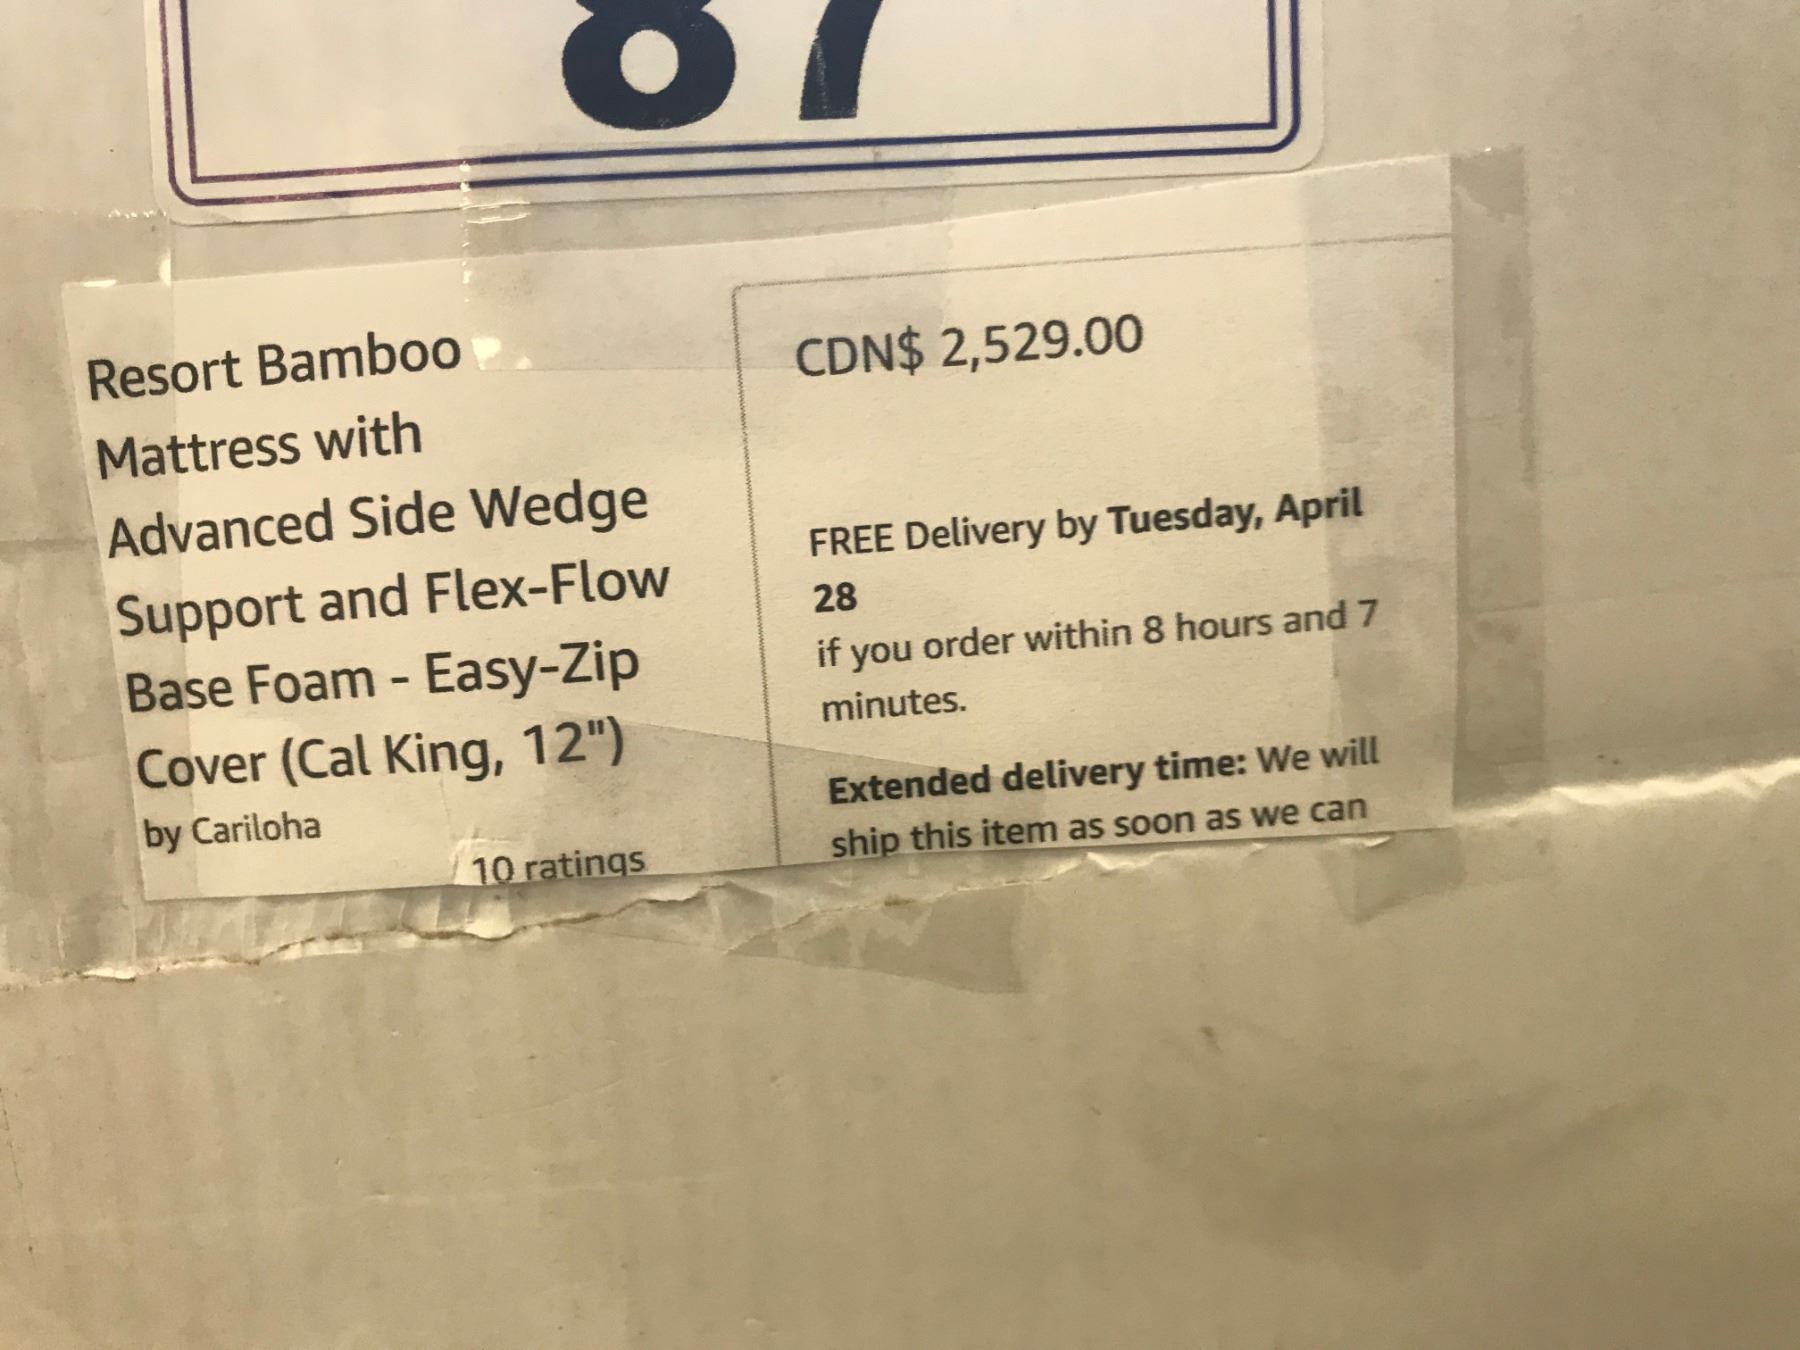 87
Resort Bamboo
Mattress with
Advanced Side Wedge
Support and Flex-Flow
Base Foam - Easy-Zip
Cover (Cal King, 12")
by Cariloha
10 ratings
CDN$ 2,529.00
FREE Delivery by Tuesday, April
28
if you order within 8 hours and 7
minutes.
Extended delivery time: We will
ship this item as soon as we can